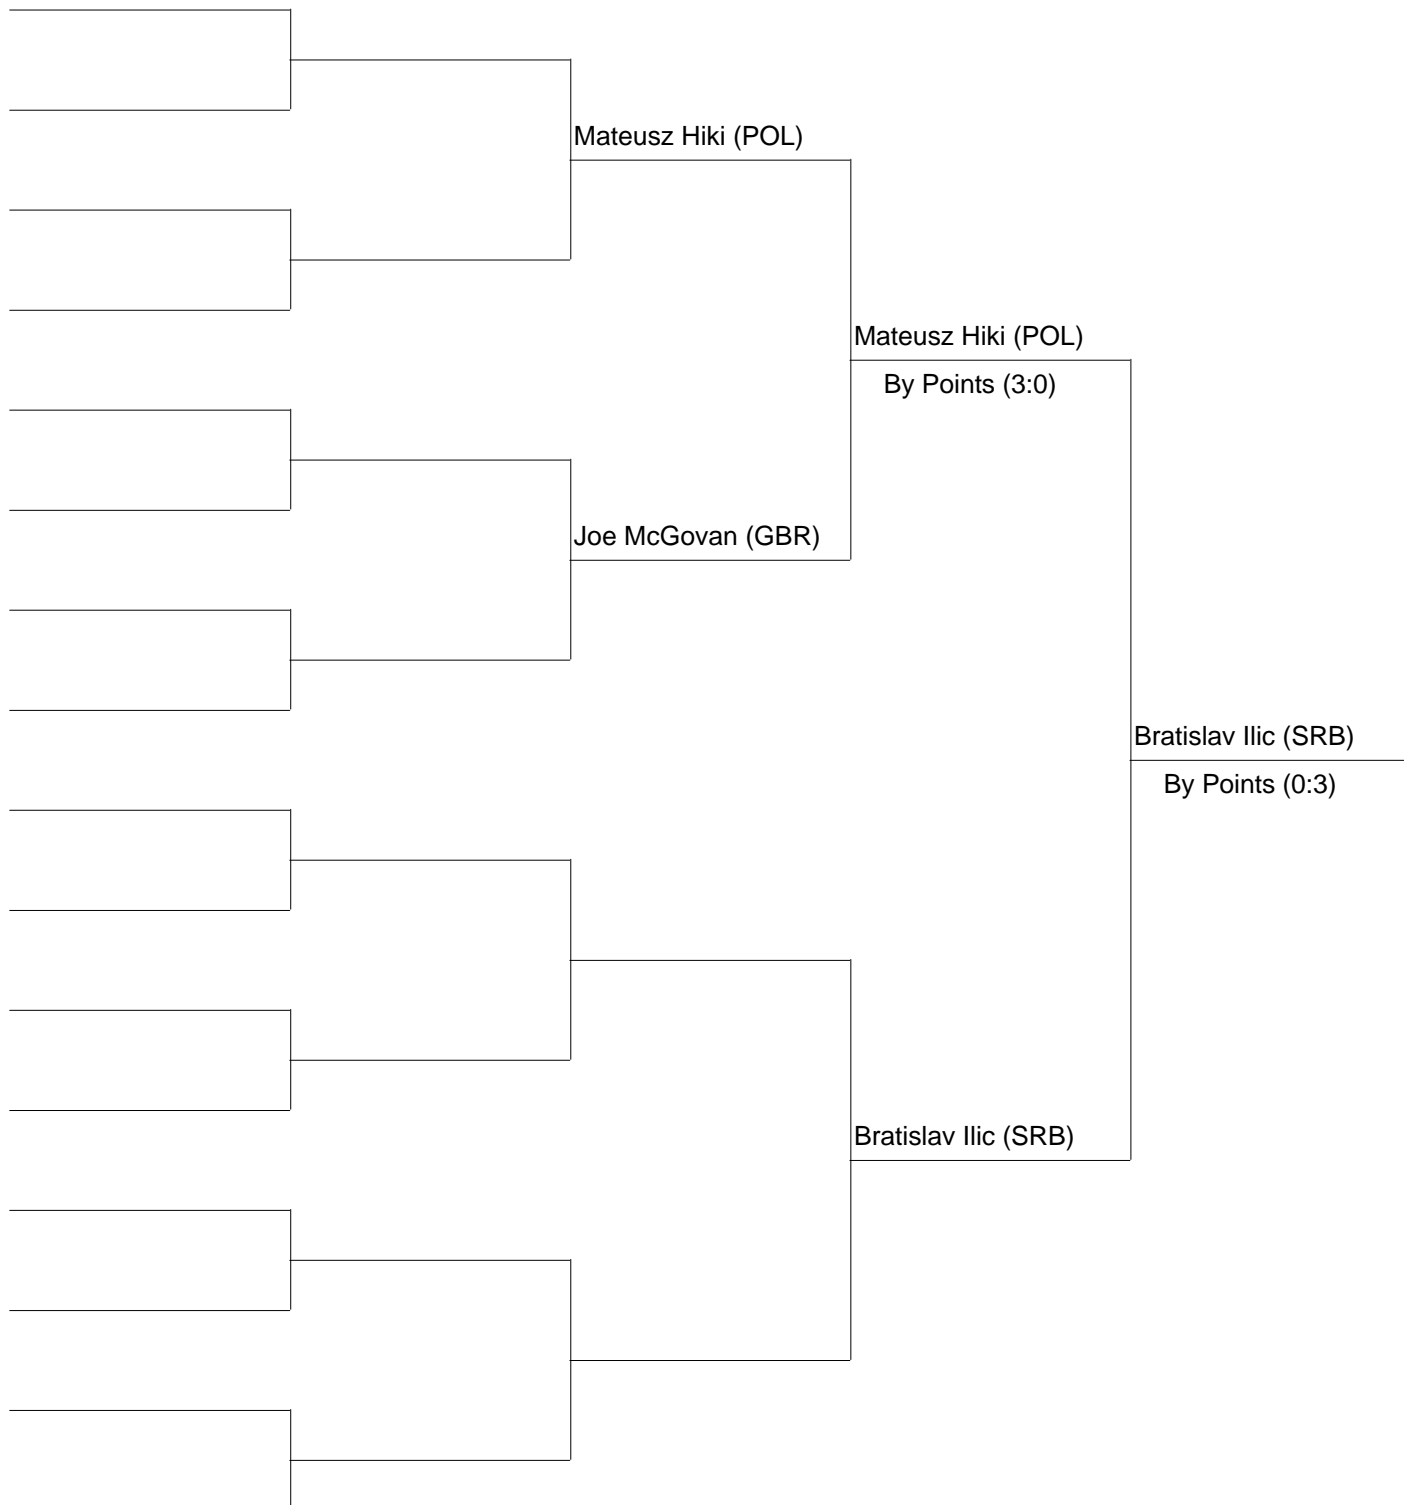 Mateusz Hiki (POL)
Mateusz Hiki (POL)
By Points (3:0)
Joe McGovan (GBR)
Bratislav Ilic (SRB)
By Points (0:3)
Bratislav Ilic (SRB)